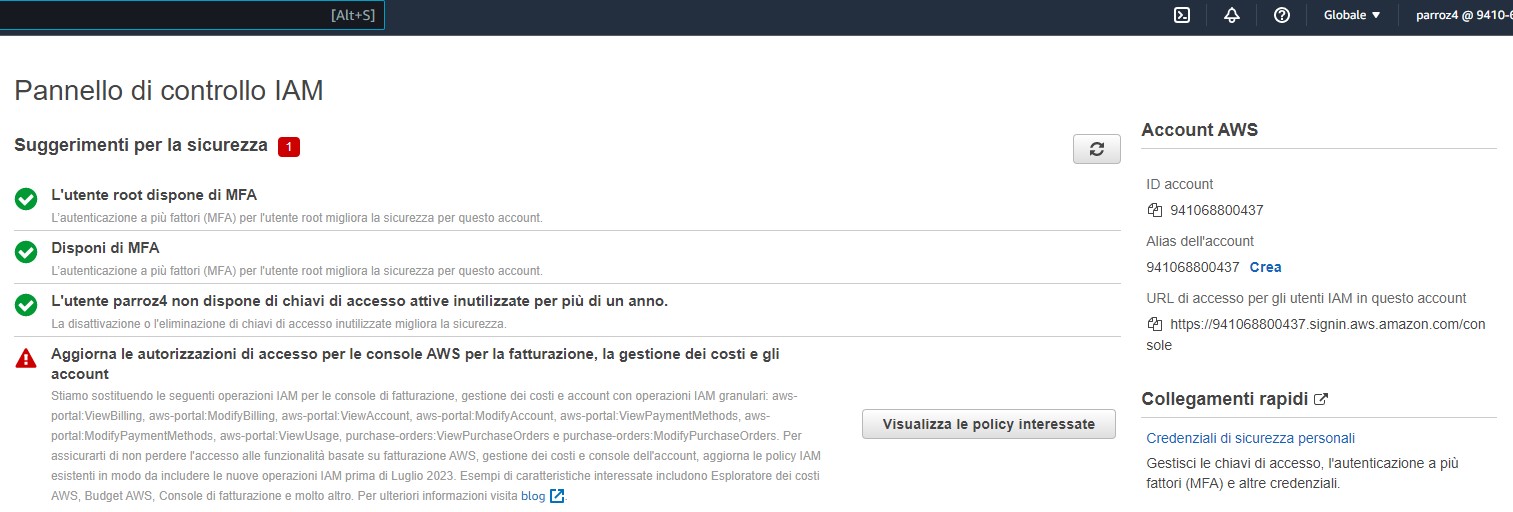 [Alt+S]
Globale
parroz4 @ 9410-6
Pannello di controllo IAM
Suggerimenti per la sicurezza 1
L'utente root dispone di MFA
L'autenticazione a più fattori (MFA) per l'utente root migliora la sicurezza per questo account.
Disponi di MFA
L'autenticazione a più fattori (MFA) per l'utente root migliora la sicurezza per questo account.
L'utente parroz4 non dispone di chiavi di accesso attive inutilizzate per più di un anno.
La disattivazione o l'eliminazione di chiavi di accesso inutilizzate migliora la sicurezza.
Aggiorna le autorizzazioni di accesso per le console AWS per la fatturazione, la gestione dei costi e gli
account
Stiamo sostituendo le seguenti operazioni IAM per le console di fatturazione, gestione dei costi e account con operazioni IAM granulari: aws-
portal:ViewBilling, aws-portal:ModifyBilling, aws-portal:ViewAccount, aws-portal:ModifyAccount, aws-portal:ViewPaymentMethods, aws-
portal:ModifyPaymentMethods, aws-portal:ViewUsage, purchase-orders:ViewPurchaseOrders e purchase-orders:ModifyPurchaseOrders. Per
assicurarti di non perdere l'accesso alle funzionalità basate su fatturazione AWS, gestione dei costi e console dell'account, aggiorna le policy IAM
esistenti in modo da includere le nuove operazioni IAM prima di Luglio 2023. Esempi di caratteristiche interessate includono Esploratore dei costi
AWS, Budget AWS, Console di fatturazione e molto altro. Per ulteriori informazioni visita blog.
Visualizza le policy interessate
Account AWS
ID account
941068800437
Alias dell'account
941068800437 Crea
URL di accesso per gli utenti IAM in questo account
https://941068800437.signin.aws.amazon.com/con
sole
Collegamenti rapidi
Credenziali di sicurezza personali
Gestisci le chiavi di accesso, l'autenticazione a più
fattori (MFA) e altre credenziali.